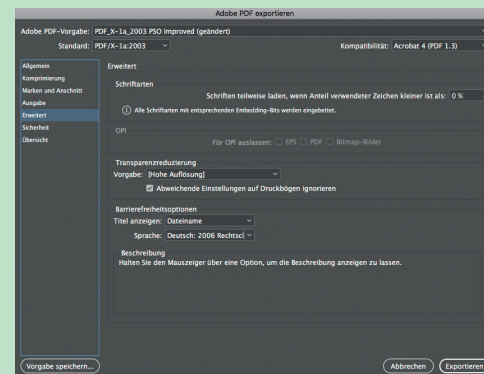 Adobe PDF exportieren
Adobe PDF-Vorgabe: PDF_X-1a_2003 PSO Improved (geändert)
Standard: PDF/X-1a:2003 Kompatibilität: Acrobat 4 (PDF 1.3)
Allgemein
Komprimierung
Marken und Anschnitt
Ausgabe
Erweitert
Sicherheit
Übersicht
Erweitert
Schriftarten
Schriften teilweise laden, wenn Anteil verwendeter Zeichen kleiner ist als: 0 %
Alle Schriftarten mit entsprechenden Embedding-Bits werden eingebettet.
OPI
Für OPI auslassen: EPS PDF Bitmap-Bilder
Transparenzreduzierung
Vorgabe: [Hohe Auflösung]
Abweichende Einstellungen auf Druckbögen ignorieren
Barrierefreiheitsoptionen
Titel anzeigen: Dateiname
Sprache: Deutsch: 2006 Rechtscl
Beschreibung
Halten Sie den Mauszeiger über eine Option, um die Beschreibung anzeigen zu lassen.
Vorgabe speichern... Abbrechen Exportieren